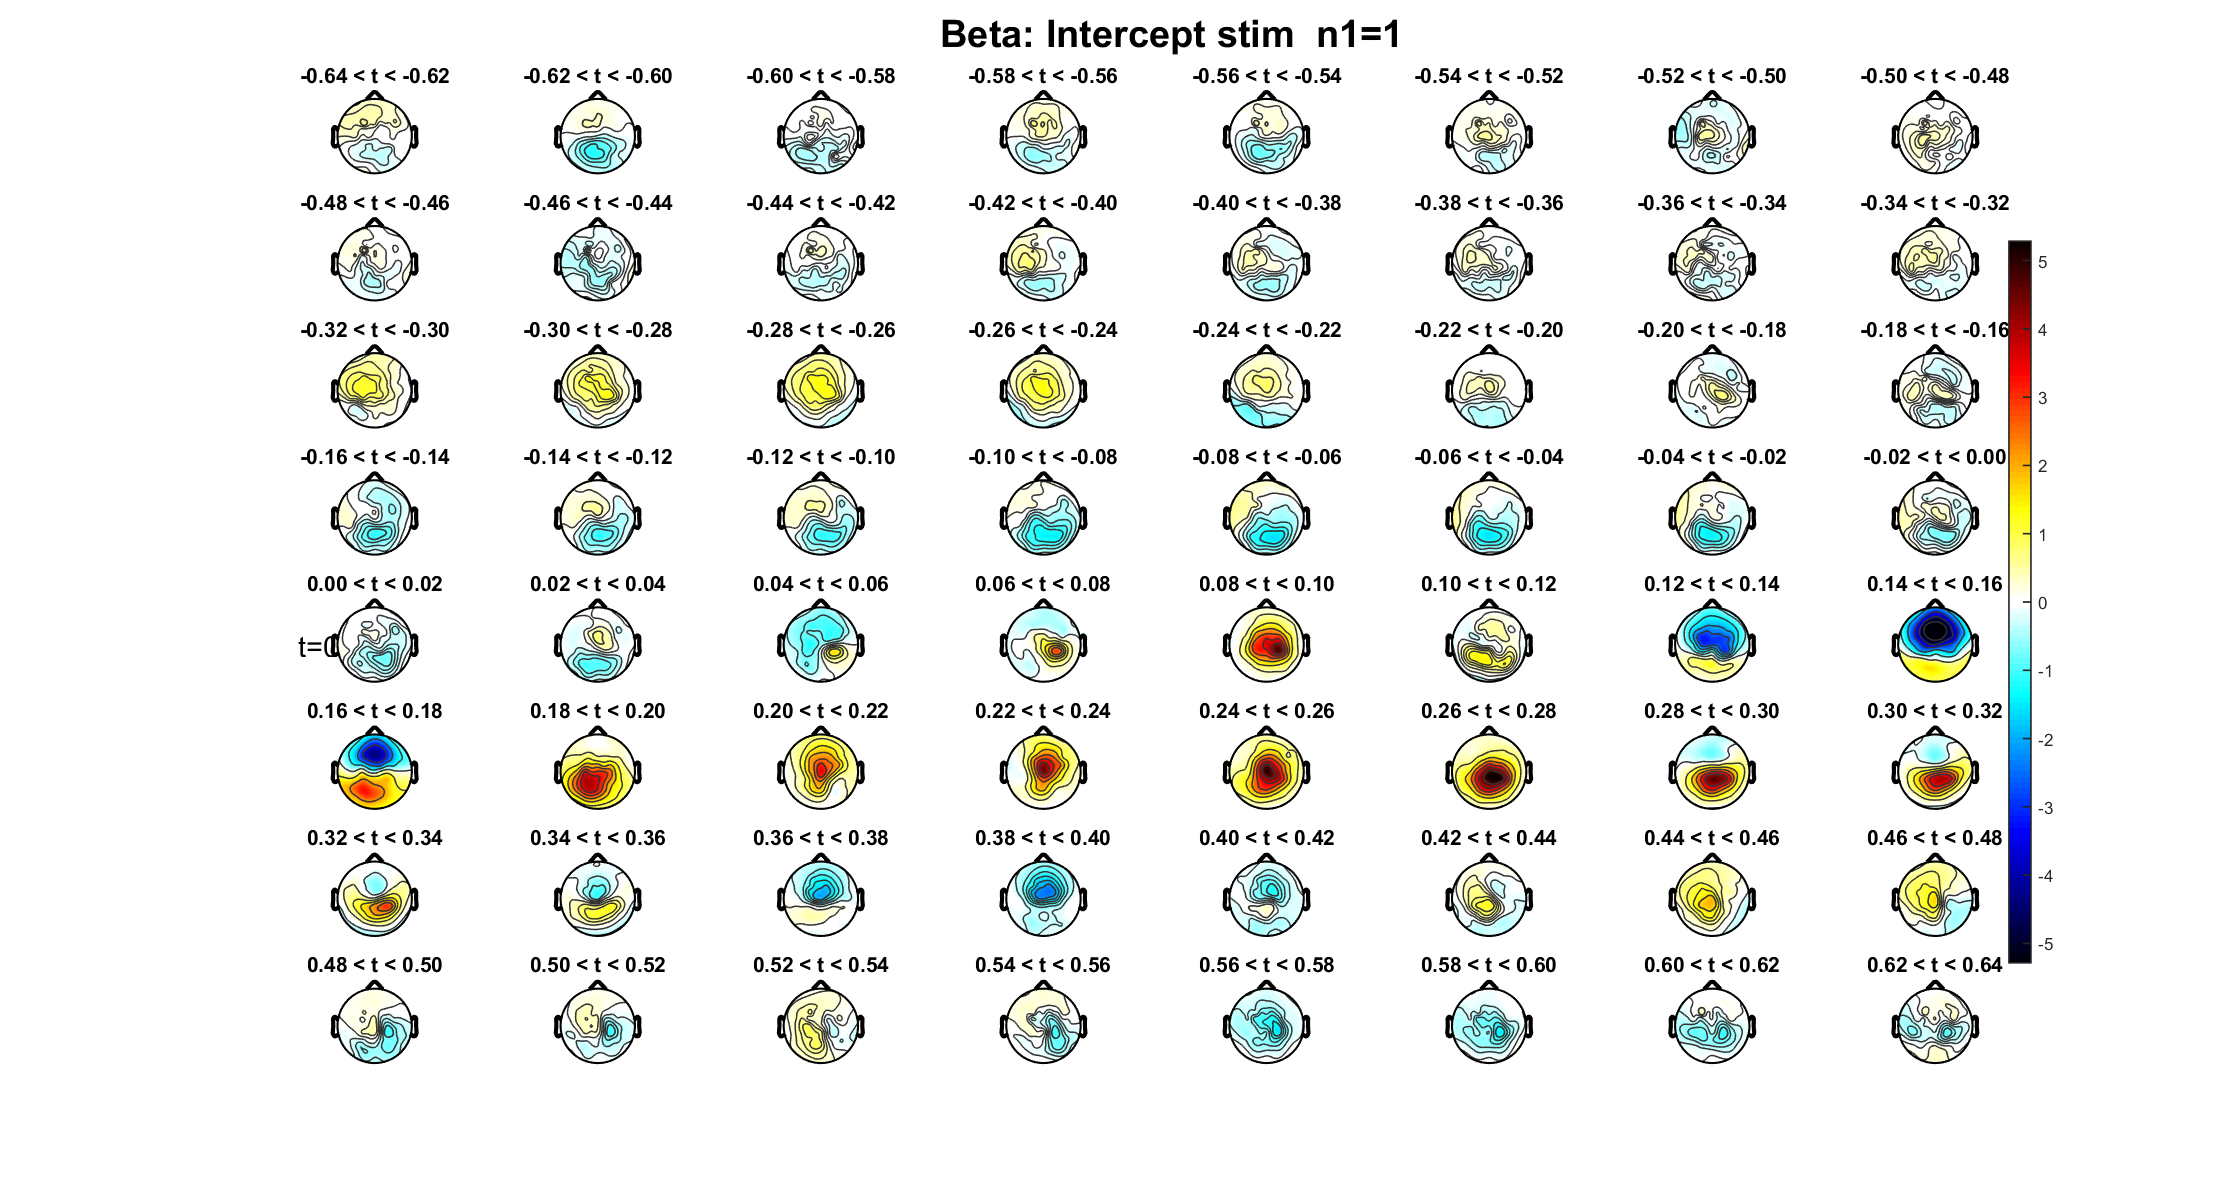 Beta: Intercept stim  n1=1
-0.64 < t < -0.62 -0.62 < t < -0.60 -0.60 < t < -0.58 -0.58 < t < -0.56 -0.56 < t < -0.54 -0.54 < t < -0.52 -0.52 < t < -0.50 -0.50 < t < -0.48
-0.48 < t < -0.46 -0.46 < t < -0.44 -0.44 < t < -0.42 -0.42 < t < -0.40 -0.40 < t < -0.38 -0.38 < t < -0.36 -0.36 < t < -0.34 -0.34 < t < -0.32
-0.32 < t < -0.30 -0.30 < t < -0.28 -0.28 < t < -0.26 -0.26 < t < -0.24 -0.24 < t < -0.22 -0.22 < t < -0.20 -0.20 < t < -0.18 -0.18 < t < -0.16
-0.16 < t < -0.14 -0.14 < t < -0.12 -0.12 < t < -0.10 -0.10 < t < -0.08 -0.08 < t < -0.06 -0.06 < t < -0.04 -0.04 < t < -0.02 -0.02 < t < 0.00
0.00 < t < 0.02 0.02 < t < 0.04 0.04 < t < 0.06 0.06 < t < 0.08 0.08 < t < 0.10 0.10 < t < 0.12 0.12 < t < 0.14 0.14 < t < 0.16
t=0
0.16 < t < 0.18 0.18 < t < 0.20 0.20 < t < 0.22 0.22 < t < 0.24 0.24 < t < 0.26 0.26 < t < 0.28 0.28 < t < 0.30 0.30 < t < 0.32
0.32 < t < 0.34 0.34 < t < 0.36 0.36 < t < 0.38 0.38 < t < 0.40 0.40 < t < 0.42 0.42 < t < 0.44 0.44 < t < 0.46 0.46 < t < 0.48
0.48 < t < 0.50 0.50 < t < 0.52 0.52 < t < 0.54 0.54 < t < 0.56 0.56 < t < 0.58 0.58 < t < 0.60 0.60 < t < 0.62 0.62 < t < 0.64
5
4
3
2
1
0
-1
-2
-3
-4
-5